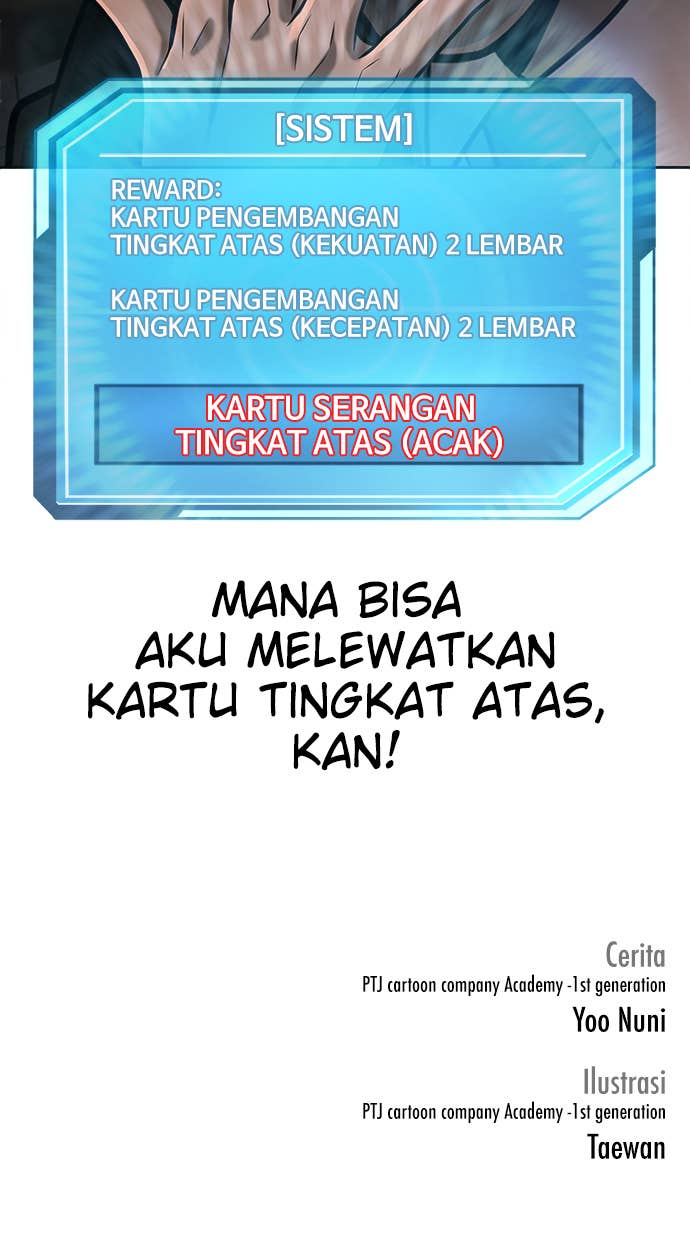 [SISTEM]
REWARD:
KARTU PENGEMBANGAN
TINGKAT ATAS (KEKUATAN) 2 LEMBAR
KARTU PENGEMBANGAN
TINGKAT ATAS (KECEPATAN) 2 LEMBAR
KARTU SERANGAN
TINGKAT ATAS (ACAK)
MANA BISA
AKU MELEWATKAN
KARTU TINGKAT ATAS,
KAN!
Cerita
PTJ cartoon company Academy -1st generation
Yoo Nuni
Ilustrasi
PTJ cartoon company Academy -1st generation
Taewan